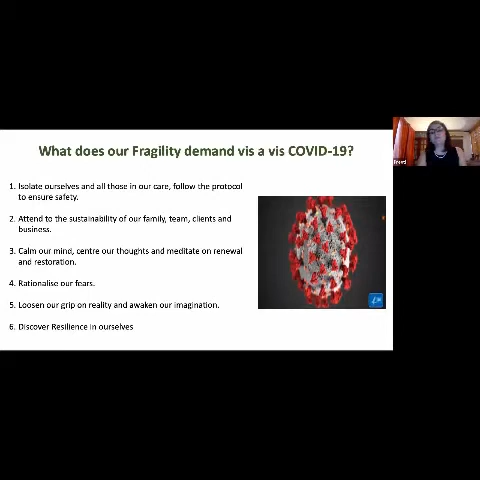 What does our Fragility demand vis a vis COVID-19?
1. Isolate ourselves and all those in our care, follow the protocol
to ensure safety.
2. Attend to the sustainability of our family, team, clients and
business.
3. Calm our mind, centre our thoughts and meditate on renewal
and restoration.
4. Rationalise our fears.
5. Loosen our grip on reality and awaken our imagination.
6. Discover Resilience in ourselves